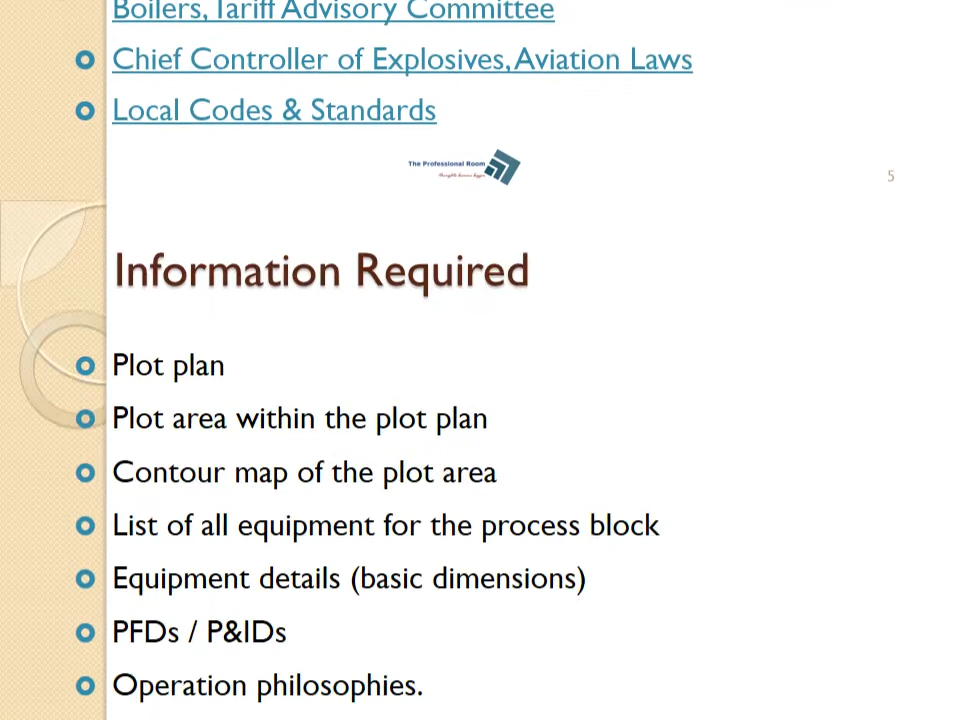 Boilers, Tariff Advisory Committee
Chief Controller of Explosives, Aviation Laws
Local Codes & Standards
The Professional Room
5
Information Required
Plot plan
Plot area within the plot plan
Contour map of the plot area
List of all equipment for the process block
Equipment details (basic dimensions)
PFDs / P&IDs
Operation philosophies.